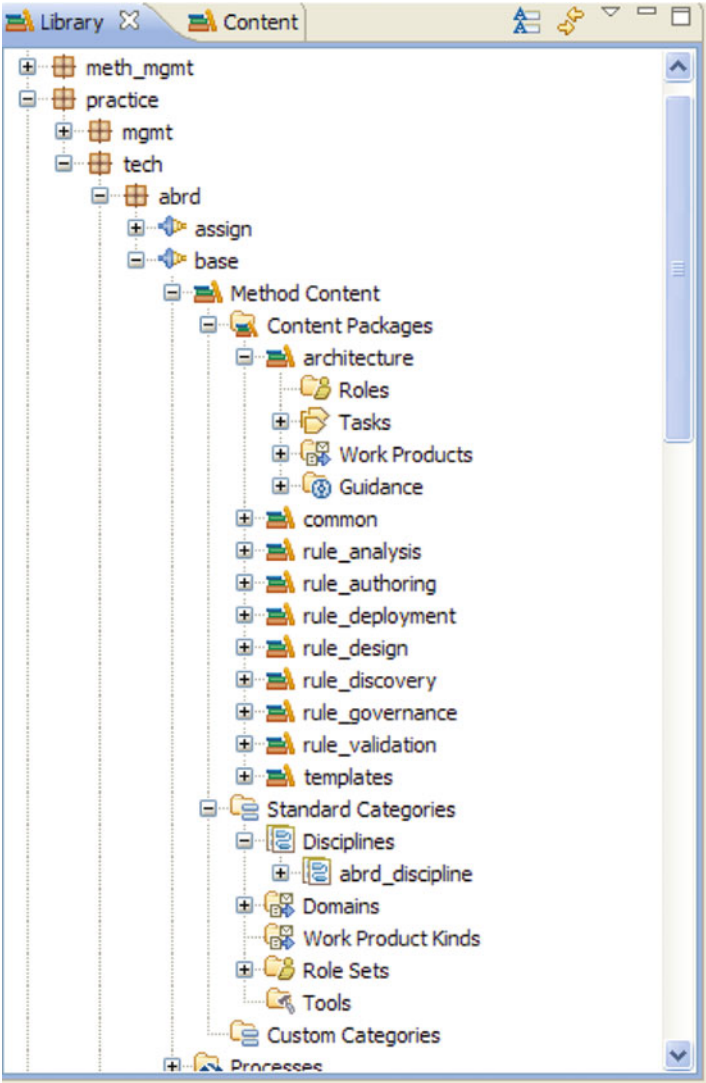 Library Content
meth_mgmt
practice
mgmt
tech
abrd
assign
base
Method Content
Content Packages
architecture
Roles
Tasks
Work Products
Guidance
common
rule_analysis
rule_authoring
rule_deployment
rule_design
rule_discovery
rule_governance
rule_validation
templates
Standard Categories
Disciplines
abrd_discipline
Domains
Work Product Kinds
Role Sets
Tools
Custom Categories
Processes